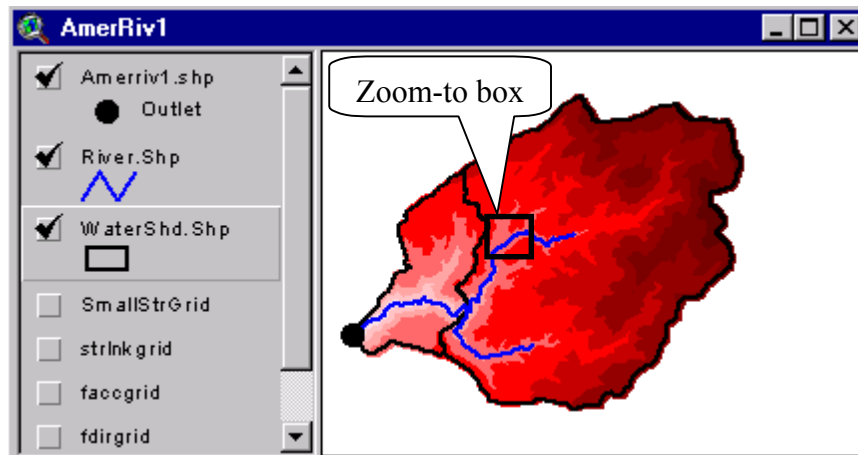 AmerRiv1
Amerriv1.shp
Outlet
River.Shp
WaterShd.Shp
SmallStrGrid
strlnkgrid
faccgrid
fdirgrid
Zoom-to box